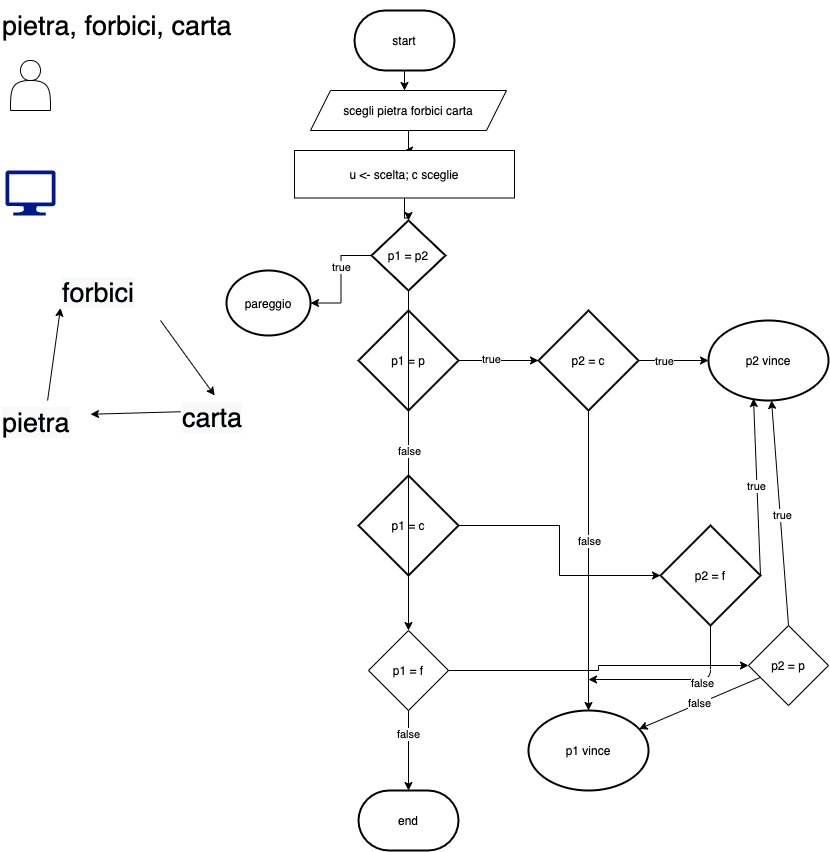 pietra, forbici, carta
start
scegli pietra forbici carta
u <- scelta; c sceglie
p1 = p2
true
pareggio
forbici
pietra
carta
p1 = p
true
p2 = c
true
p2 vince
false
true
true
p1 = c
false
p2 = f
p1 = f
p2 = p
false
false
false
p1 vince
end